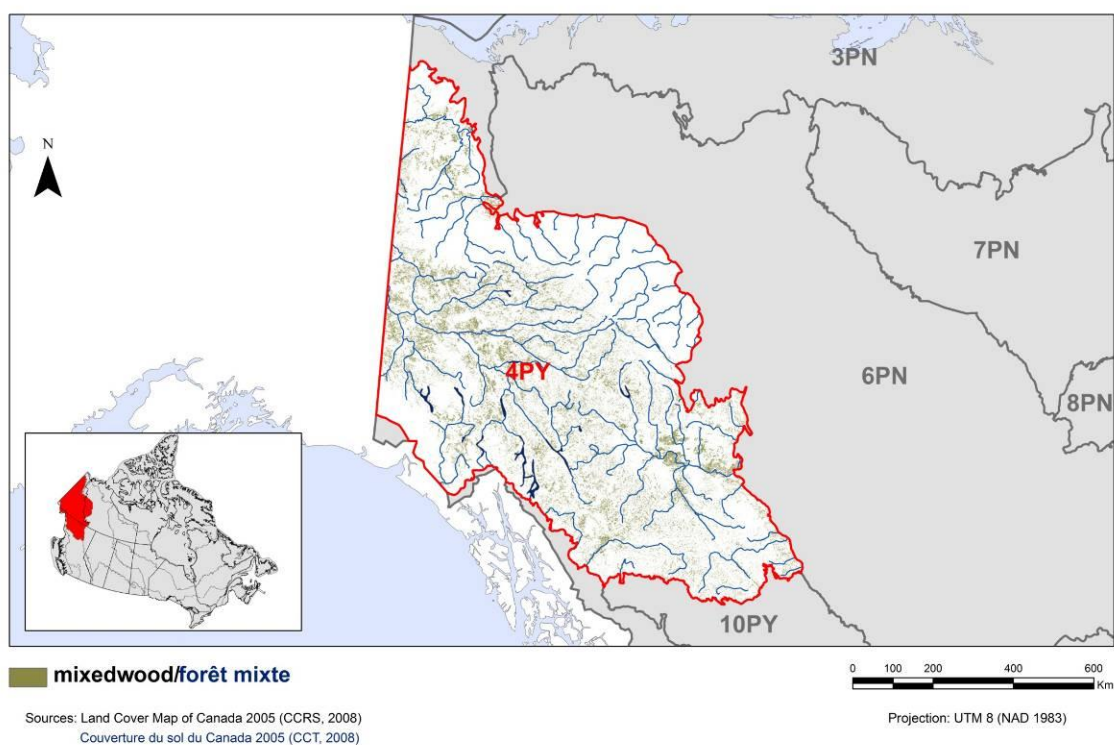 3PN
N
7PN
4PY
6PN
8PN
10PY
mixedwood/forêt mixte
0 100 200 400 600
Km
Sources: Land Cover Map of Canada 2005 (CCRS, 2008)
Projection: UTM 8 (NAD 1983)
Couverture du sol du Canada 2005 (CCT, 2008)